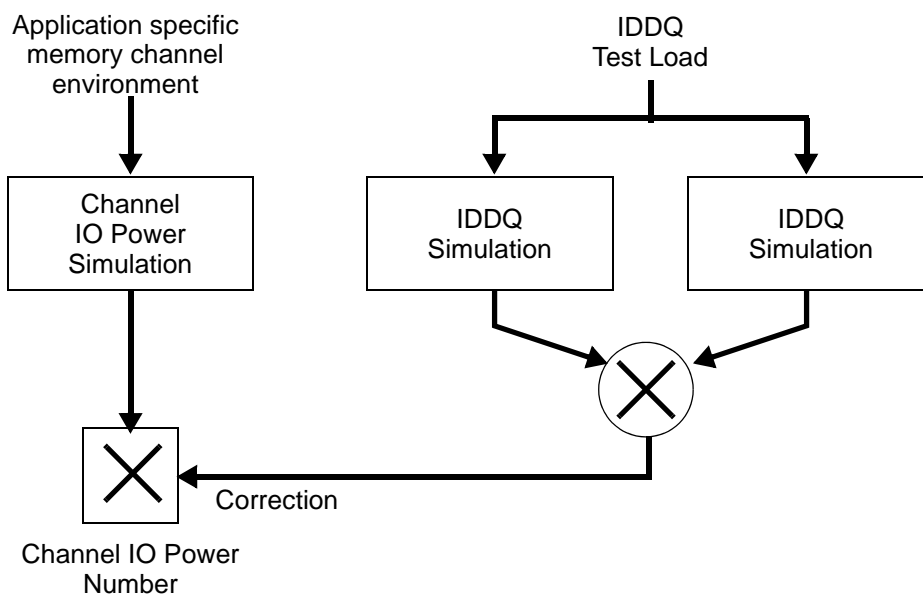 Application specific
memory channel
environment
IDDQ
Test Load
Channel
IO Power
Simulation
IDDQ
Simulation
IDDQ
Simulation
Correction
Channel IO Power
Number